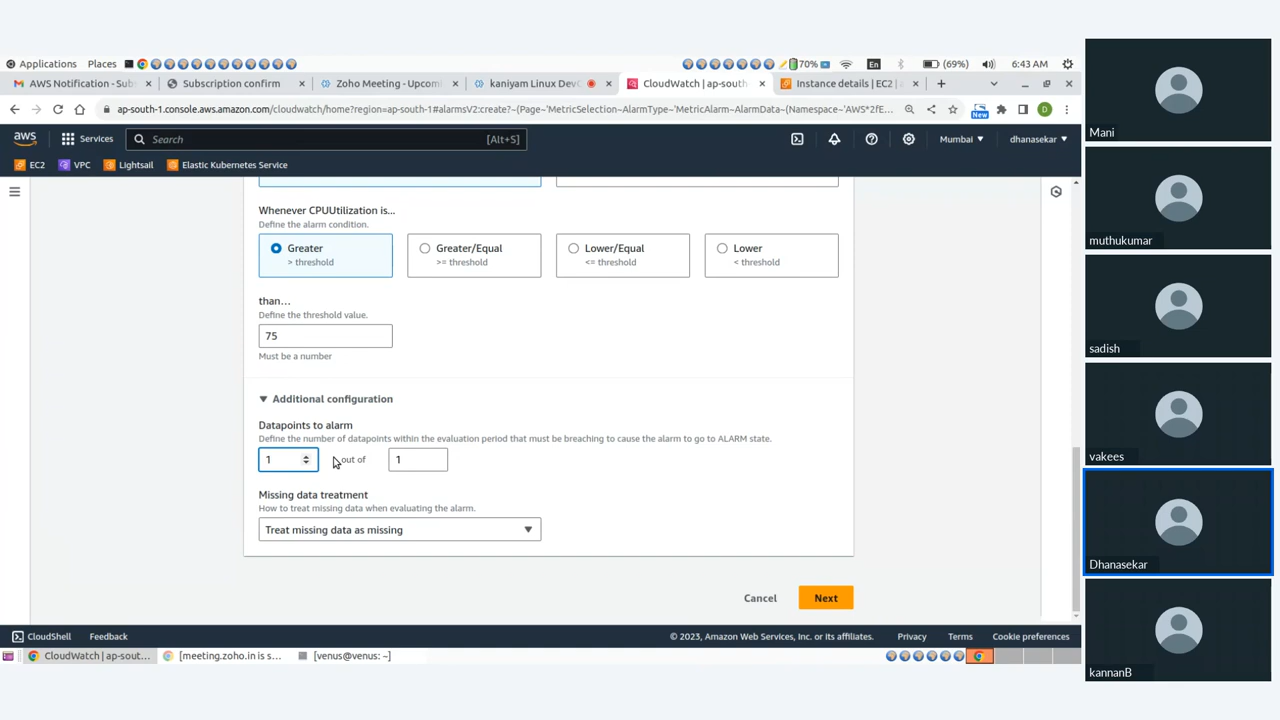 Applications Places 70% En (69%) 6:43 AM
AWS Notification - Sub Subscription confirm Zoho Meeting - Upcomi kaniyam Linux Dev CloudWatch | ap-south Instance details | EC2
ap-south-1.console.aws.amazon.com/cloudwatch/home?region=ap-south-1#alarmsV2:create?~(Page~'MetricSelection~AlarmType~'MetricAlarm~AlarmData~(Namespace~'AWS*2fE... New D
aws Services Search [Alt+S] Mumbai dhanasekar
EC2 VPC Lightsail Elastic Kubernetes Service
Whenever CPUUtilization is...
Define the alarm condition.
Greater Greater/Equal Lower/Equal Lower
> threshold >= threshold <= threshold < threshold
than...
Define the threshold value.
75
Must be a number
Additional configuration
Datapoints to alarm
Define the number of datapoints within the evaluation period that must be breaching to cause the alarm to go to ALARM state.
1 out of 1
Missing data treatment
How to treat missing data when evaluating the alarm.
Treat missing data as missing
Cancel Next
CloudShell Feedback © 2023, Amazon Web Services, Inc. or its affiliates. Privacy Terms Cookie preferences
CloudWatch | ap-sout... [meeting.zoho.in is s... [venus@venus: ~]
Mani
muthukumar
sadish
vakees
Dhanasekar
kannanB